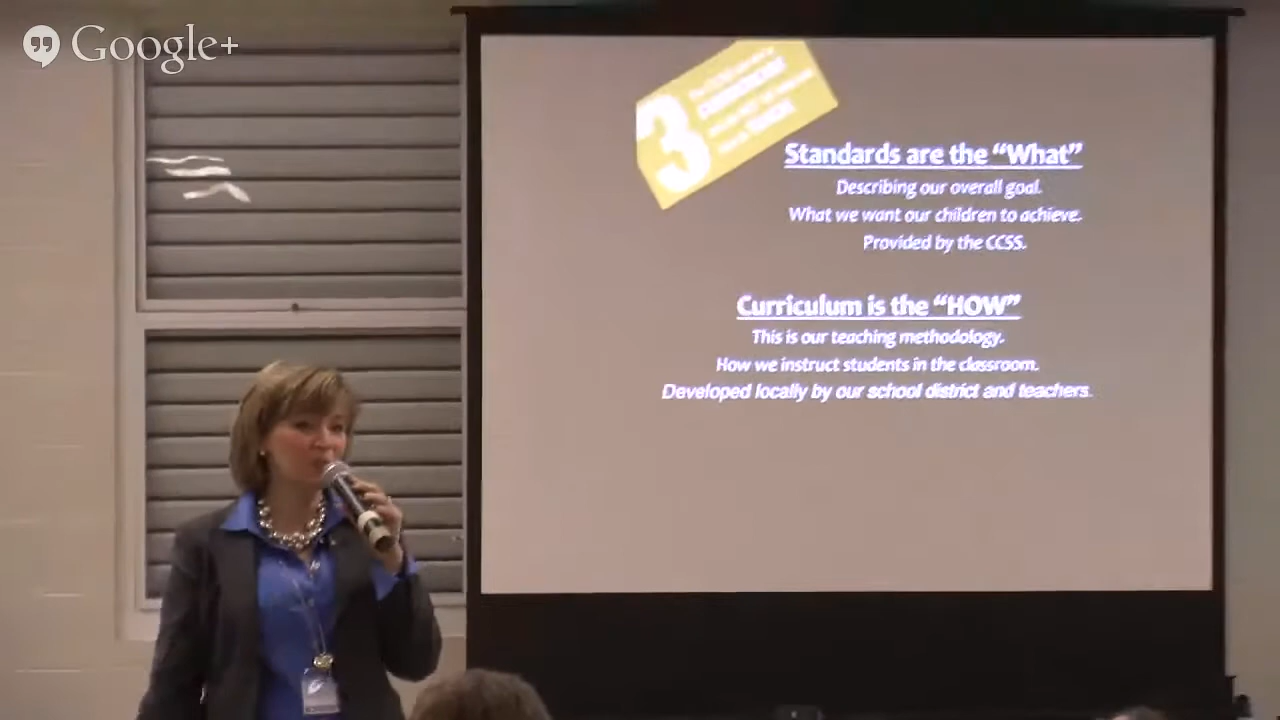 Google+
3
Standards are the “What”
Describing our overall goal.
What we want our children to achieve.
Provided by the CCSS.
Curriculum is the “HOW”
This is our teaching methodology.
How we instruct students in the classroom.
Developed locally by our school district and teachers.